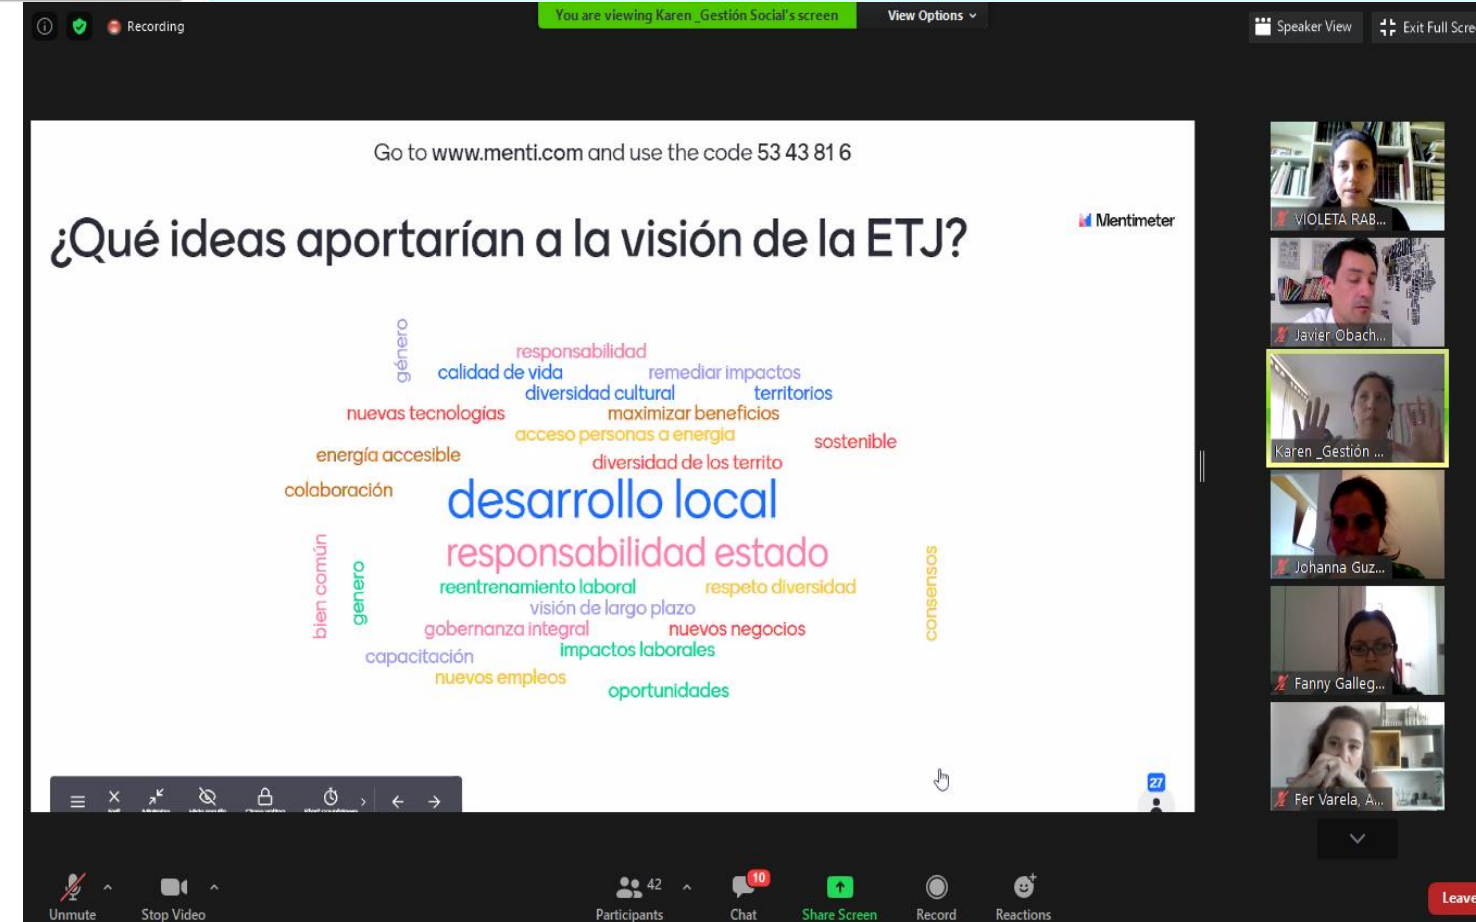 Recording
You are viewing Karen _Gestión Social's screen
View Options
Speaker View
Exit Full Scre
Go to www.menti.com and use the code 53 43 81 6
¿Qué ideas aportarían a la visión de la ETJ?
Mentimeter
género
responsabilidad
calidad de vida
remediar impactos
diversidad cultural
territorios
nuevas tecnologías
maximizar beneficios
acceso personas a energia
sostenible
energía accesible
diversidad de los territo
colaboración
desarrollo local
responsabilidad estado
bien común
genero
reentrenamiento laboral
respeto diversidad
consensos
visión de largo plazo
gobernanza integral
nuevos negocios
impactos laborales
capacitación
nuevos empleos
oportunidades
27
VIOLETA RAB...
Javier Obach...
Karen _Gestión ...
Johanna Guz...
Fanny Galleg...
Fer Varela, A...
Unmute
Stop Video
42
Participants
10
Chat
Share Screen
Record
Reactions
Leave